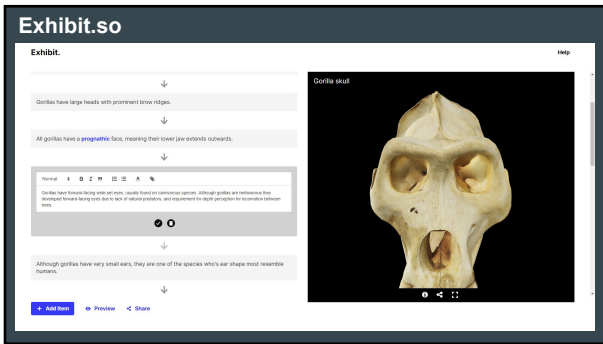 Exhibit.so
Exhibit.
Help
Gorillas have large heads with prominent brow ridges.
All gorillas have a prognathic face, meaning their lower jaw extends outwards.
Normal
Gorillas have forward-facing wide-set eyes, usually found on carnivorous species. Although gorillas are herbivorous they
developed forward-facing eyes due to lack of natural predators, and requirement for depth perception for locomotion between
trees.
Although gorillas have very small ears, they are one of the species who's ear shape most resemble
humans.
+ Add Item
Preview
Share
Gorilla skull